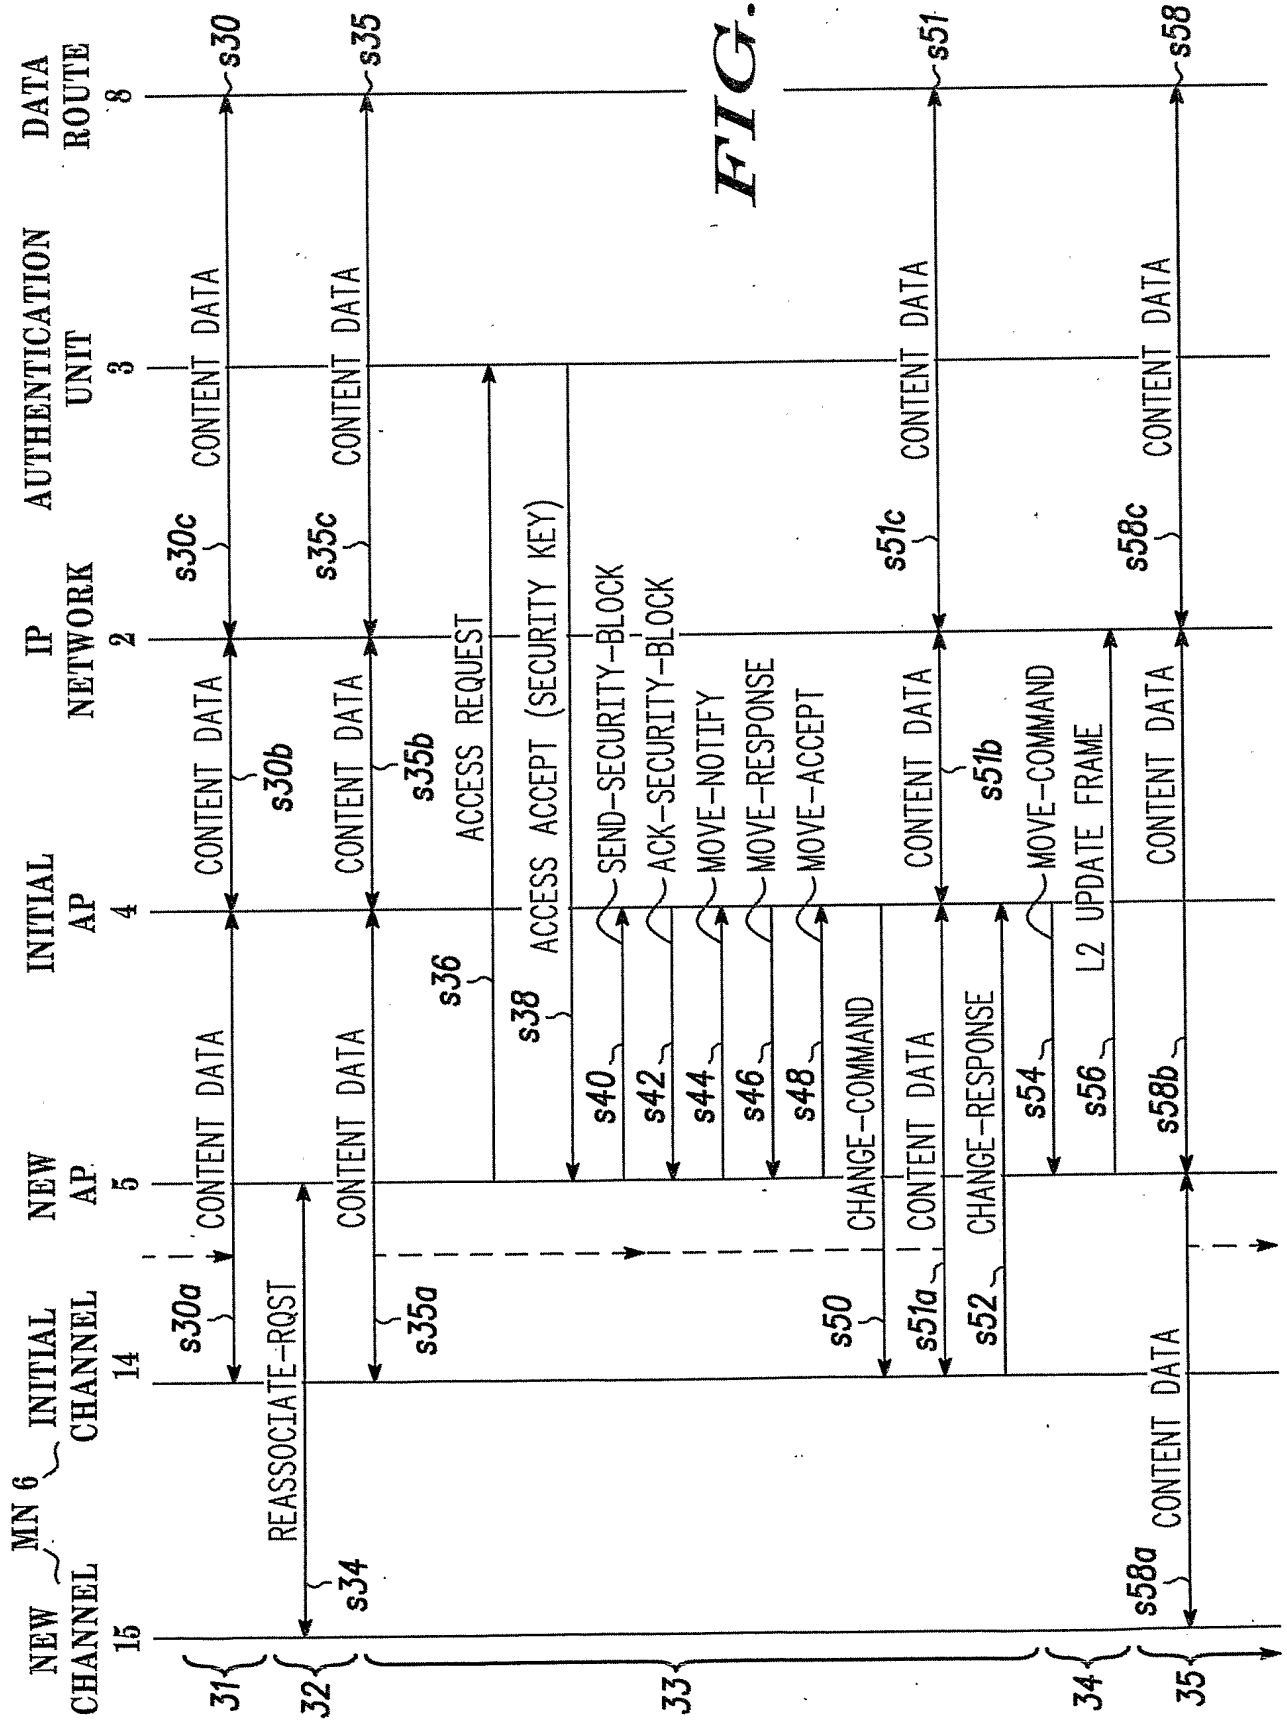 NEW
CHANNEL
15
MN 6
INITIAL
CHANNEL
14
NEW
AP
5
INITIAL
AP
4
IP
NETWORK
2
AUTHENTICATION
UNIT
3
DATA
ROUTE
8
31
s30a
CONTENT DATA
CONTENT DATA
s30b
s30c
CONTENT DATA
s30
32
s34
REASSOCIATE-RQST
33
s35a
CONTENT DATA
CONTENT DATA
s35b
s35c
CONTENT DATA
s35
s36
ACCESS REQUEST
s38
ACCESS ACCEPT (SECURITY KEY)
s40
SEND-SECURITY-BLOCK
s42
ACK-SECURITY-BLOCK
s44
MOVE-NOTIFY
s46
MOVE-RESPONSE
s48
MOVE-ACCEPT
FIG.
s50
CHANGE-COMMAND
s51a
CONTENT DATA
CONTENT DATA
s51b
s51c
CONTENT DATA
s51
s52
CHANGE-RESPONSE
34
s54
MOVE-COMMAND
s56
L2 UPDATE FRAME
35
s58a
CONTENT DATA
s58b
CONTENT DATA
s58c
CONTENT DATA
s58